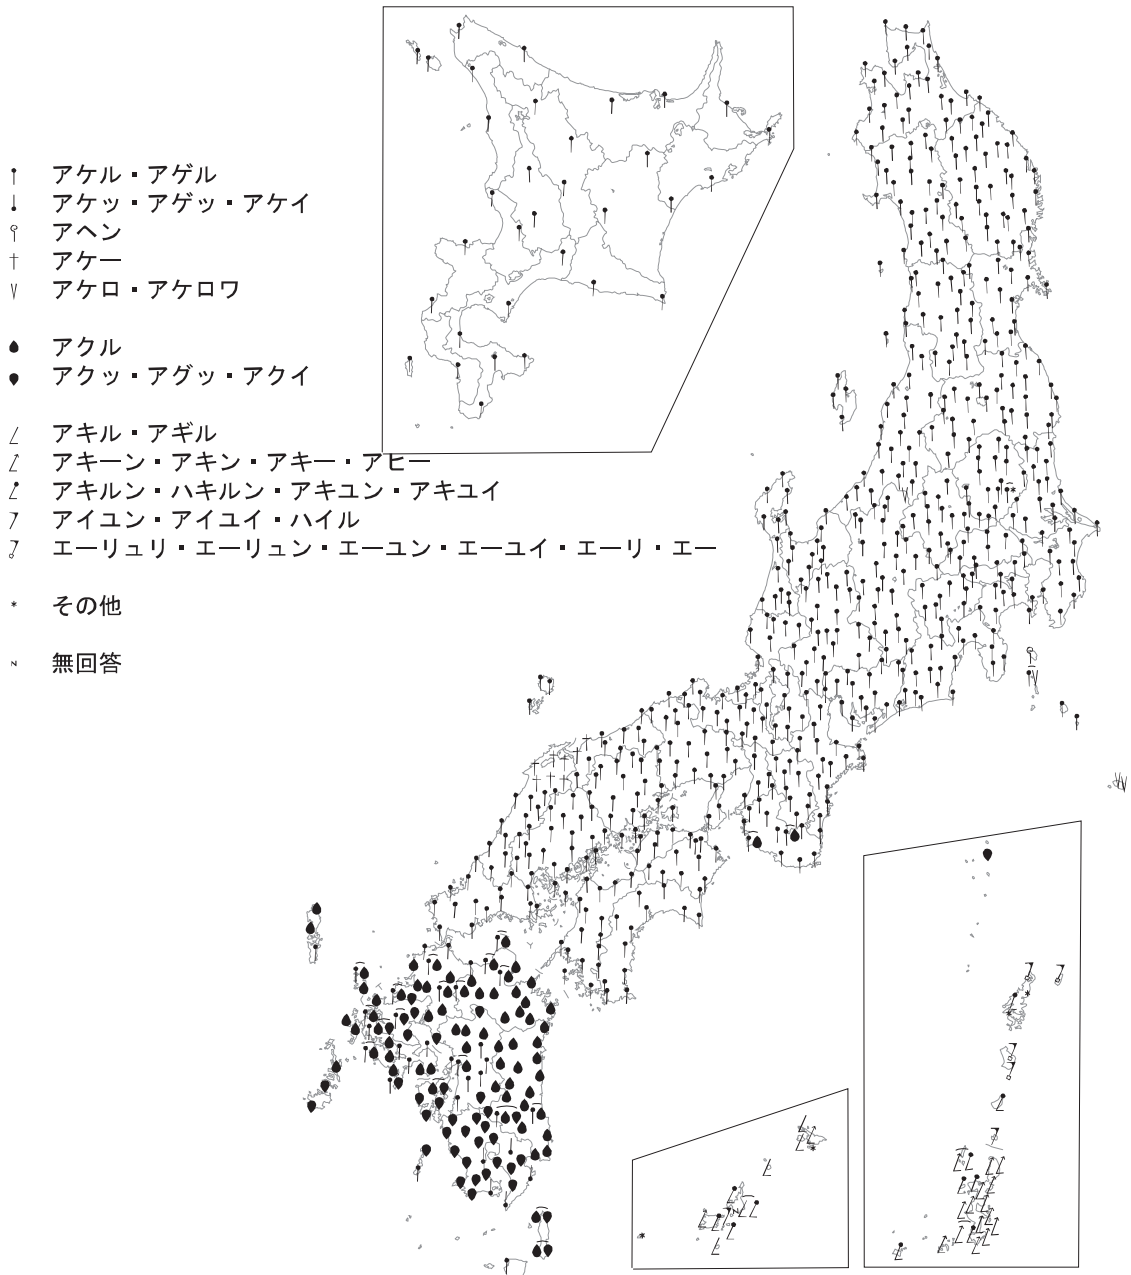 アケル・アゲル
アケッ・アゲッ・アケイ
アヘン
アケー
アケロ・アケロワ
アクル
アクッ・アグッ・アクイ
アキル・アギル
アキーン・アキン・アキー・アヒー
アキルン・ハキルン・アキユン・アキユイ
アイユン・アイユイ・ハイル
エーリュリ・エーリュン・エーユン・エーユイ・エーリ・エー
その他
無回答